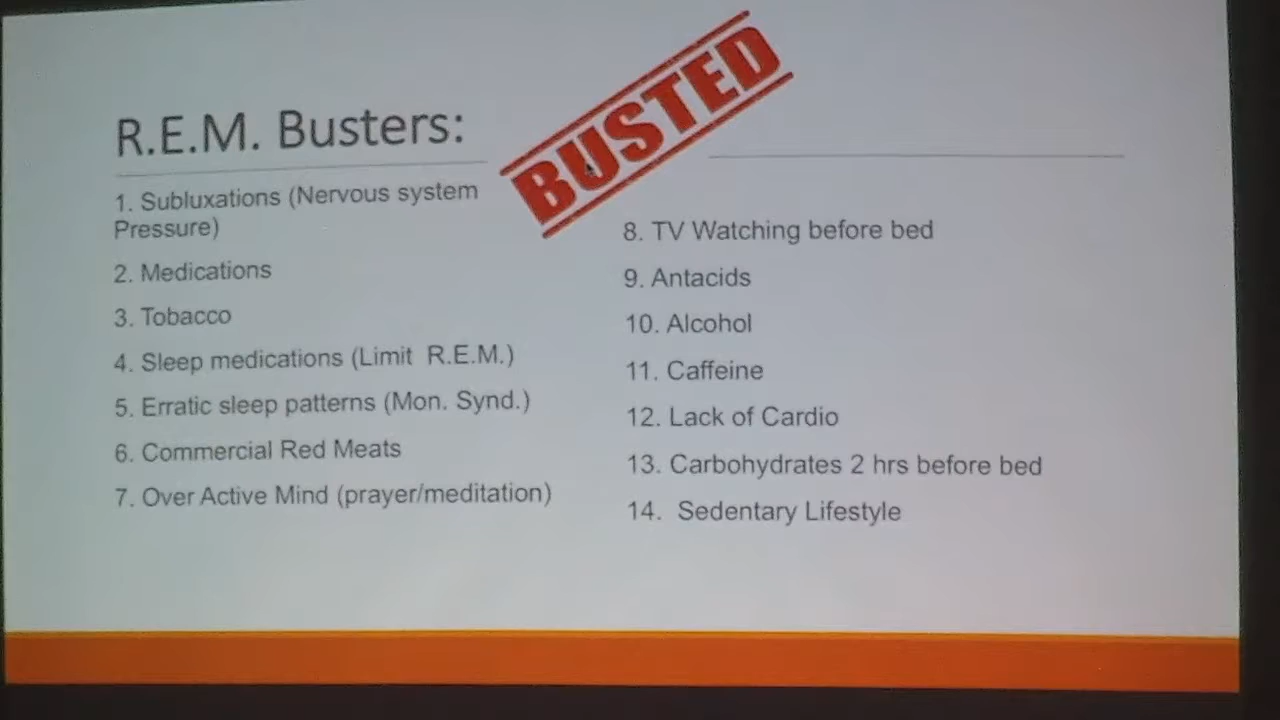 R.E.M. Busters:
BUSTED
1. Subluxations (Nervous system
Pressure)
2. Medications
3. Tobacco
4. Sleep medications (Limit R.E.M.)
5. Erratic sleep patterns (Mon. Synd.)
6. Commercial Red Meats
7. Over Active Mind (prayer/meditation)
8. TV Watching before bed
9. Antacids
10. Alcohol
11. Caffeine
12. Lack of Cardio
13. Carbohydrates 2 hrs before bed
14. Sedentary Lifestyle